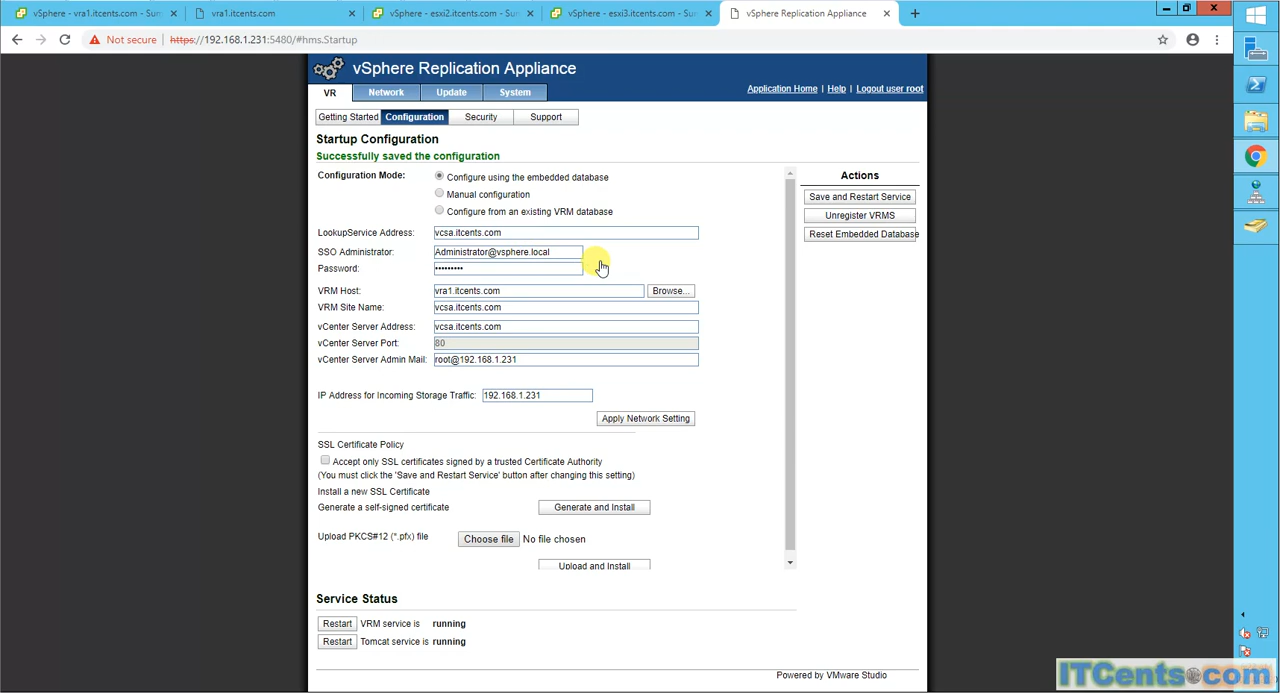 vSphere - vra1.itcents.com - Sum
vra1.itcents.com
vSphere - esxi2.itcents.com - Sun
vSphere - esxi3.itcents.com - Sun
vSphere Replication Appliance
Not secure
https://192.168.1.231:5480/#hms.Startup
vSphere Replication Appliance
VR
Network
Update
System
Application Home | Help | Logout user root
Getting Started
Configuration
Security
Support
Startup Configuration
Successfully saved the configuration
Configuration Mode:
Configure using the embedded database
Manual configuration
Configure from an existing VRM database
LookupService Address:
vcsa.itcents.com
SSO Administrator:
Administrator@vsphere.local
Password:
•••••••••
VRM Host:
vra1.itcents.com
Browse...
VRM Site Name:
vcsa.itcents.com
vCenter Server Address:
vcsa.itcents.com
vCenter Server Port:
80
vCenter Server Admin Mail:
root@192.168.1.231
IP Address for Incoming Storage Traffic:
192.168.1.231
Apply Network Setting
SSL Certificate Policy
Accept only SSL certificates signed by a trusted Certificate Authority
(You must click the 'Save and Restart Service' button after changing this setting)
Install a new SSL Certificate
Generate a self-signed certificate
Generate and Install
Upload PKCS#12 (*.pfx) file
Choose file
No file chosen
Upload and Install
Actions
Save and Restart Service
Unregister VRMS
Reset Embedded Database
Service Status
Restart
VRM service is running
Restart
Tomcat service is running
Powered by VMware Studio
ITCents.com